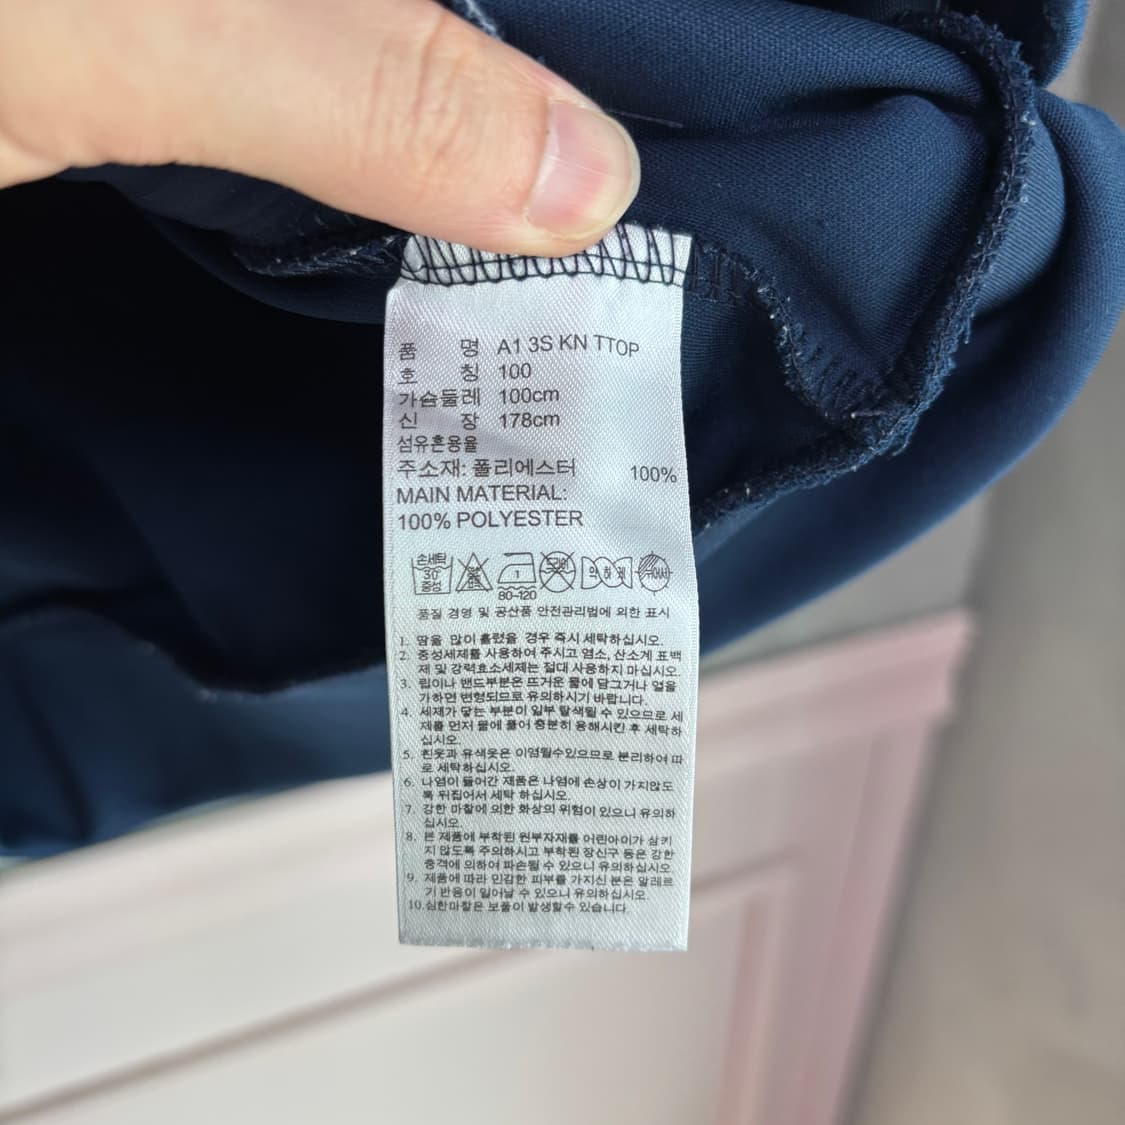 품 명 A1 3S KN TTOP
호 칭 100
가슴둘레 100cm
신 장 178cm
섬유혼용율
주소재: 폴리에스터 100%
MAIN MATERIAL:
100% POLYESTER
손세탁 30° 중성 1 80~120 드라이 약하게
품질 경영 및 공산품 안전관리법에 의한 표시
1. 땀을 많이 흘렸을 경우 즉시 세탁하십시오.
2. 중성세제를 사용하여 주시고 염소, 산소계 표백
제 및 강력효소세제는 절대 사용하지 마십시오.
3. 립이나 밴드부분은 뜨거운 물에 담그거나 열을
가하면 변형되므로 유의하시기 바랍니다.
4. 세제가 닿는 부분이 일부 탈색될 수 있으므로 세
제를 먼저 물에 풀어 충분히 용해시킨 후 세탁하
십시오.
5. 흰옷과 유색옷은 이염될수있으므로 분리하여 따
로 세탁하십시오.
6. 나염이 들어간 제품은 나염에 손상이 가지않도
록 뒤집어서 세탁 하십시오.
7. 강한 마찰에 의한 화상의 위험이 있으니 유의하
십시오.
8. 본 제품에 부착된 원부자재를 어린아이가 삼키
지 않도록 주의하시고 부착된 장신구 등은 강한
충격에 의하여 파손될 수 있으니 유의하십시오
9. 제품에 따라 민감한 피부를 가지신 분은 알레르
기 반응이 일어날 수 있으니 유의하십시오.
10.심한마찰은 보풀이 발생할수 있습니다.